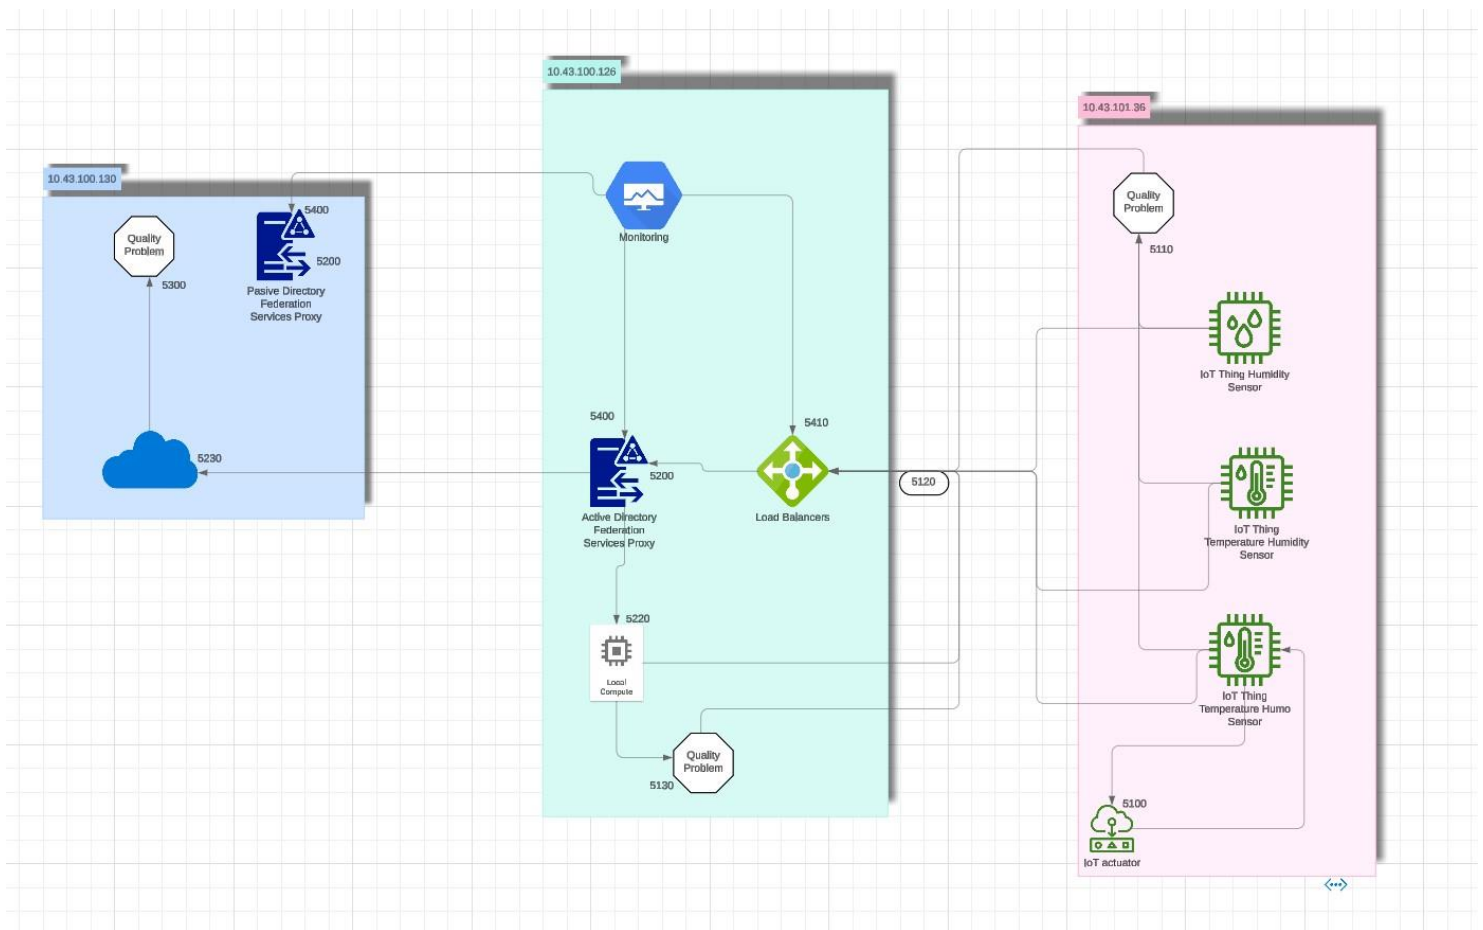 10.43.100.130
Quality
Problem
5300
5400
5200
Pasive Directory
Federation
Services Proxy
5230
10.43.100.126
Monitoring
5400
5410
5200
Active Directory
Federation
Services Proxy
Load Balancers
5120
5220
Local
Compute
Quality
Problem
5130
10.43.101.36
Quality
Problem
5110
IoT Thing Humidity
Sensor
IoT Thing
Temperature Humidity
Sensor
IoT Thing
Temperature Humo
Sensor
5100
IoT actuator